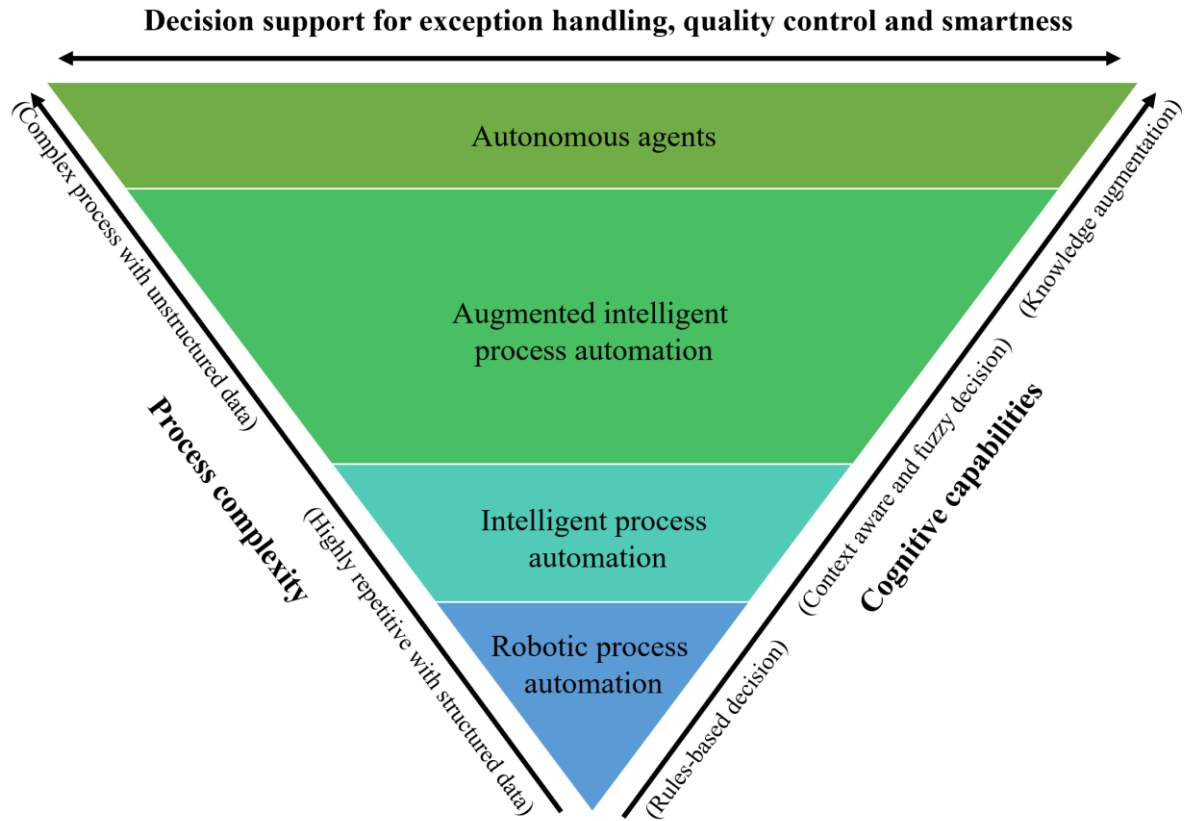 Decision support for exception handling, quality control and smartness
Autonomous agents
Augmented intelligent
process automation
Intelligent process
automation
Robotic process
automation
(Complex process with unstructured data)
(Highly repetitive with structured data)
Process complexity
(Knowledge augmentation)
(Context aware and fuzzy decision)
(Rules-based decision)
Cognitive capabilities